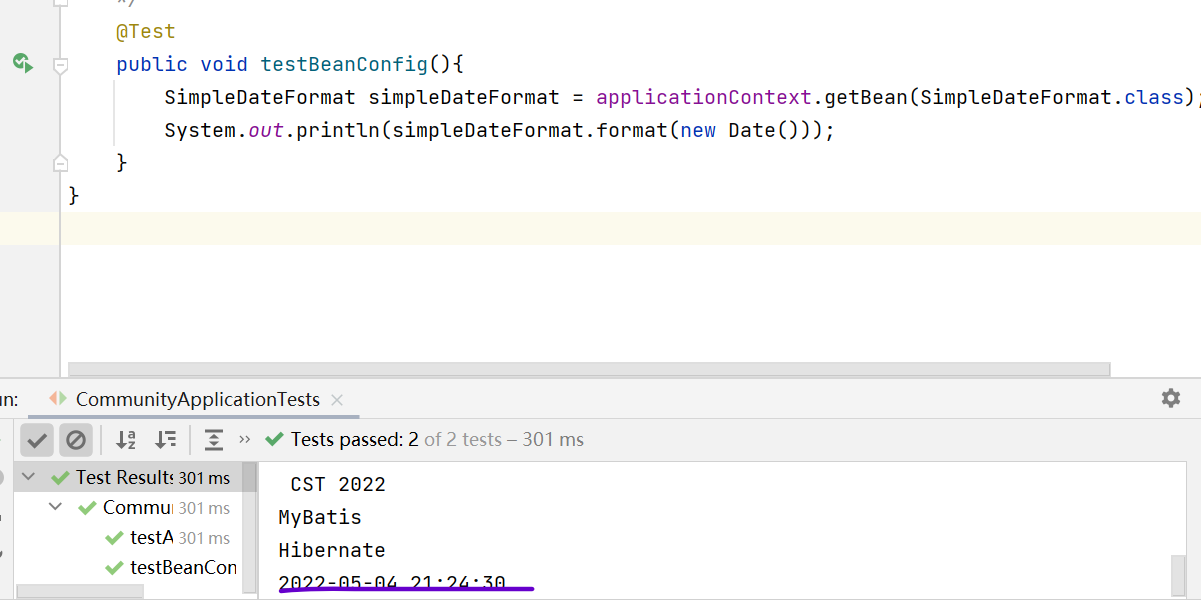 */
@Test
public void testBeanConfig(){
SimpleDateFormat simpleDateFormat = applicationContext.getBean(SimpleDateFormat.class);
System.out.println(simpleDateFormat.format(new Date()));
}
}
un:
CommunityApplicationTests
Tests passed: 2 of 2 tests – 301 ms
Test Results 301 ms
Commu 301 ms
testA 301 ms
testBeanCon
CST 2022
MyBatis
Hibernate
2022-05-04 21:24:30